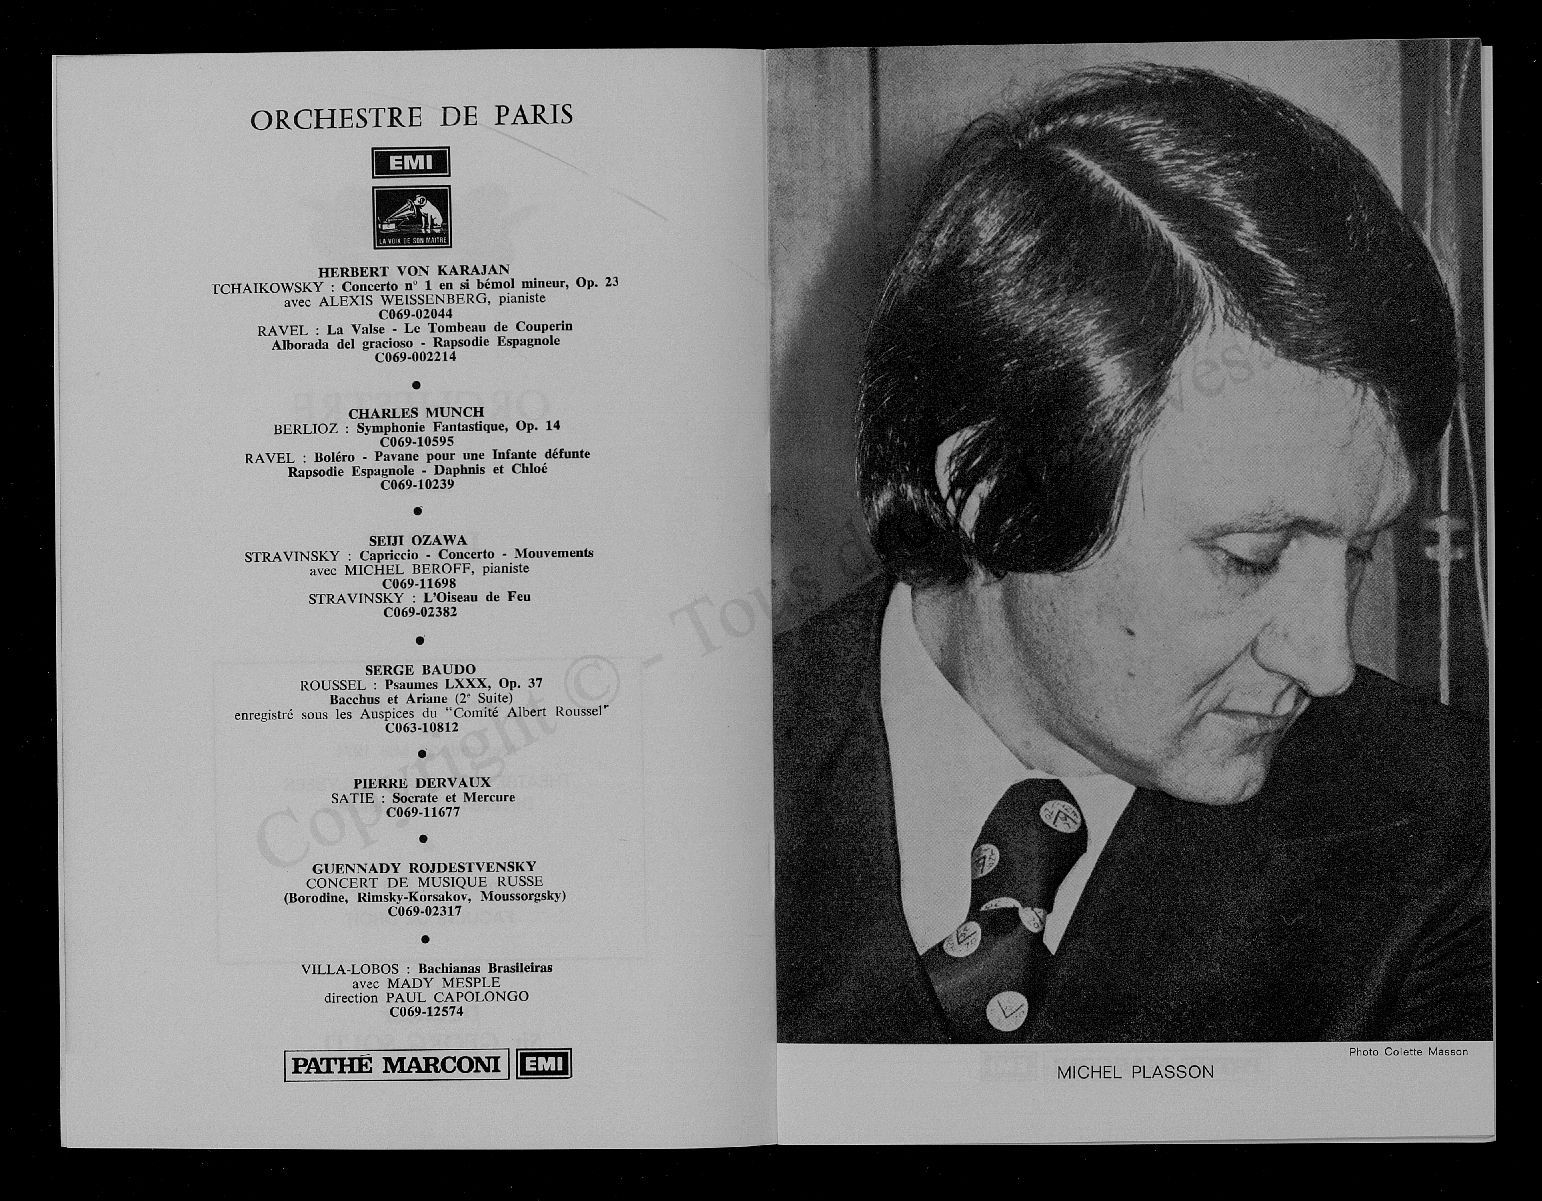 ORCHESTRE DE PARIS
EMI
LA VOIX DE SON MAITRE
HERBERT VON KARAJAN
TCHAIKOWSKY : Concerto n° 1 en si bémol mineur, Op. 23
avec ALEXIS WEISSENBERG, pianiste
C069-02044
RAVEL : La Valse - Le Tombeau de Couperin
Alborada del gracioso - Rapsodie Espagnole
C069-002214
CHARLES MUNCH
BERLIOZ : Symphonie Fantastique, Op. 14
C069-10595
RAVEL : Boléro - Pavane pour une Infante défunte
Rapsodie Espagnole - Daphnis et Chloé
C069-10239
SEIJI OZAWA
STRAVINSKY : Capriccio - Concerto - Mouvements
avec MICHEL BEROFF, pianiste
C069-11698
STRAVINSKY : L'Oiseau de Feu
C069-02382
SERGE BAUDO
ROUSSEL : Psaumes LXXX, Op. 37
Bacchus et Ariane (2e Suite)
enregistré sous les Auspices du "Comité Albert Roussel"
C063-10812
PIERRE DERVAUX
SATIE : Socrate et Mercure
C069-11677
GUENNADY ROJDESTVENSKY
CONCERT DE MUSIQUE RUSSE
(Borodine, Rimsky-Korsakov, Moussorgsky)
C069-02317
VILLA-LOBOS : Bachianas Brasileiras
avec MADY MESPLE
direction PAUL CAPOLONGO
C069-12574
PATHÉ MARCONI EMI
Photo Colette Masson
MICHEL PLASSON
Copyright © - Tous